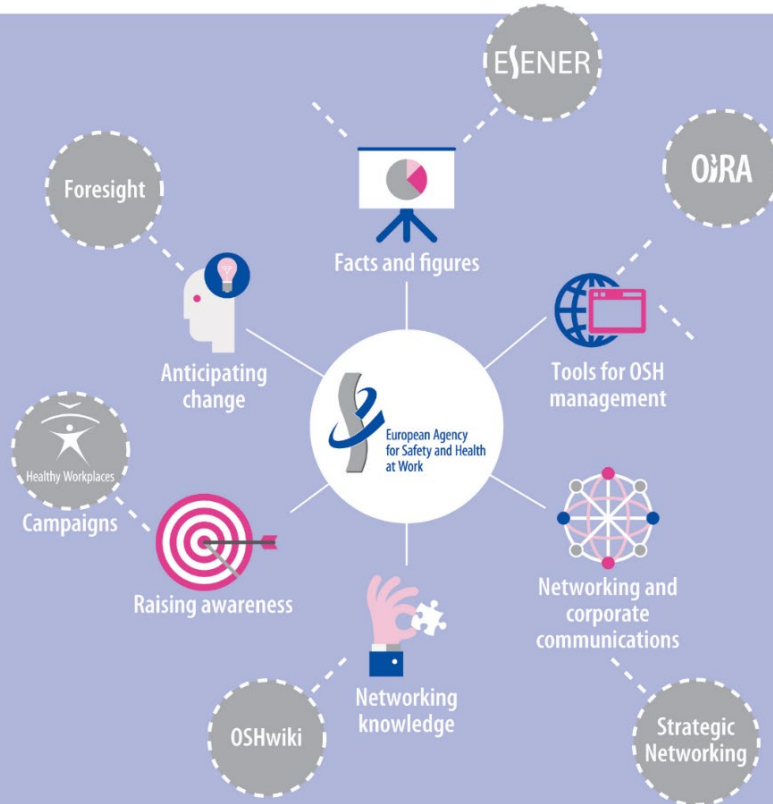 ESENER
OiRA
Foresight
Facts and figures
Anticipating
change
Tools for OSH
management
European Agency
for Safety and Health
at Work
Healthy Workplaces
Campaigns
Raising awareness
Networking and
corporate
communications
Networking
knowledge
OSHwiki
Strategic
Networking